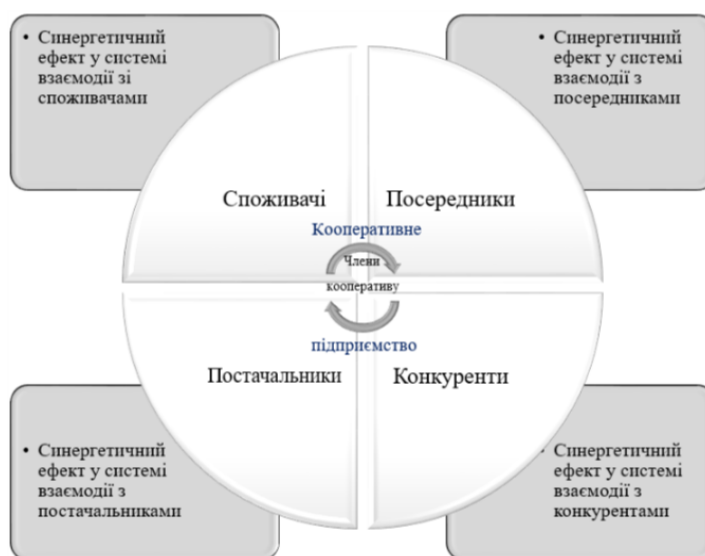 • Синергетичний
ефект у системі
взаємодії зі
споживачами
• Синергетичний
ефект у системі
взаємодії з
посередниками
Споживачі
Посередники
Кооперативне
Члени
кооперативу
підприємство
Постачальники
Конкуренти
• Синергетичний
ефект у системі
взаємодії з
постачальниками
• Синергетичний
ефект у системі
взаємодії з
конкурентами